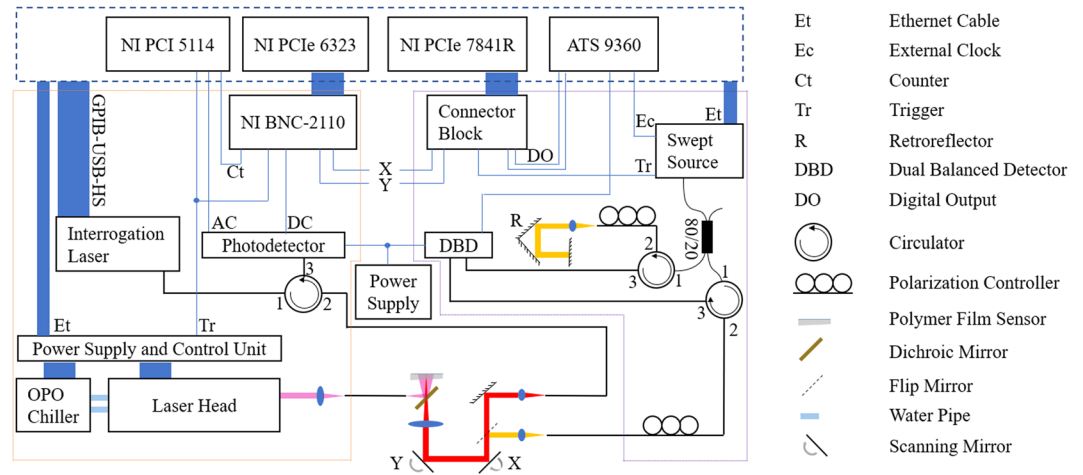 NI PCI 5114
NI PCIe 6323
NI PCIe 7841R
ATS 9360
GPIB-USB-HS
NI BNC-2110
Connector
Block
Ec
Et
Swept
Source
Ct
X
Y
DO
Tr
Interrogation
Laser
AC
DC
Photodetector
DBD
R
80/20
Power
Supply
3
1
2
2
3
1
1
3
2
Et
Tr
Power Supply and Control Unit
OPO
Chiller
Laser Head
Y
X
Et Ethernet Cable
Ec External Clock
Ct Counter
Tr Trigger
R Retroreflector
DBD Dual Balanced Detector
DO Digital Output
Circulator
Polarization Controller
Polymer Film Sensor
Dichroic Mirror
Flip Mirror
Water Pipe
Scanning Mirror